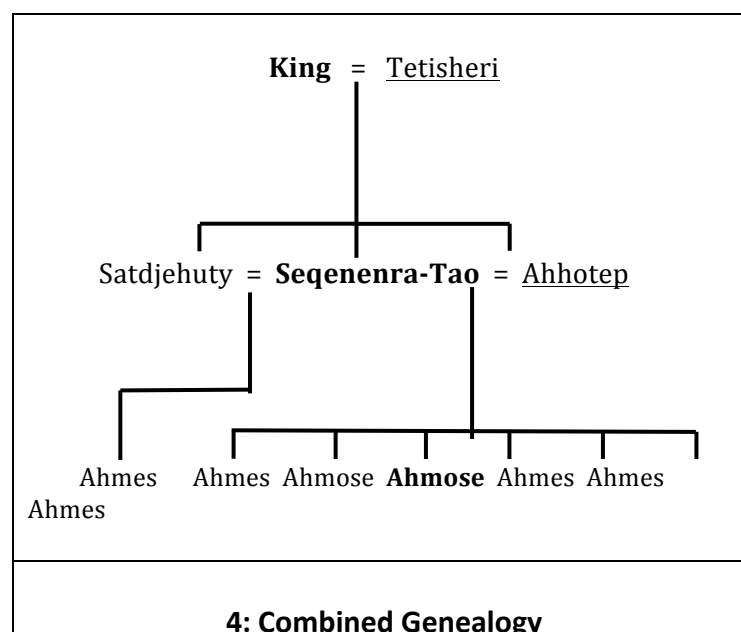 King = Tetisheri
Satdjehuty = Seqenenra-Tao = Ahhotep
Ahmes Ahmes Ahmose Ahmose Ahmes Ahmes
Ahmes
4: Combined Genealogy